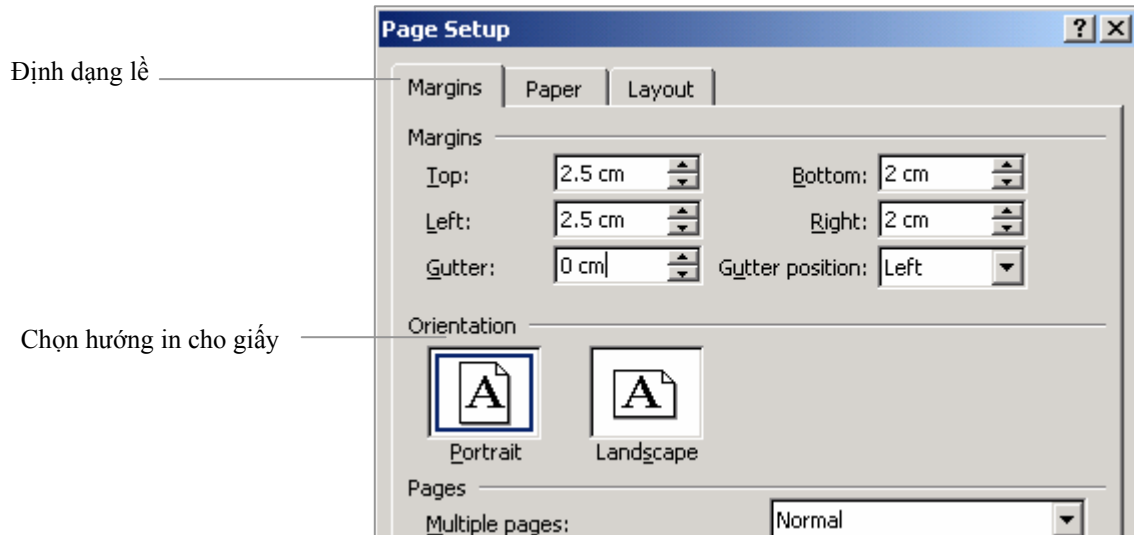 Page Setup
Định dạng lề
Margins Paper Layout
Margins
Top: 2.5 cm Bottom: 2 cm
Left: 2.5 cm Right: 2 cm
Gutter: 0 cm Gutter position: Left
Orientation
Chọn hướng in cho giấy
A A
Portrait Landscape
Pages
Multiple pages: Normal